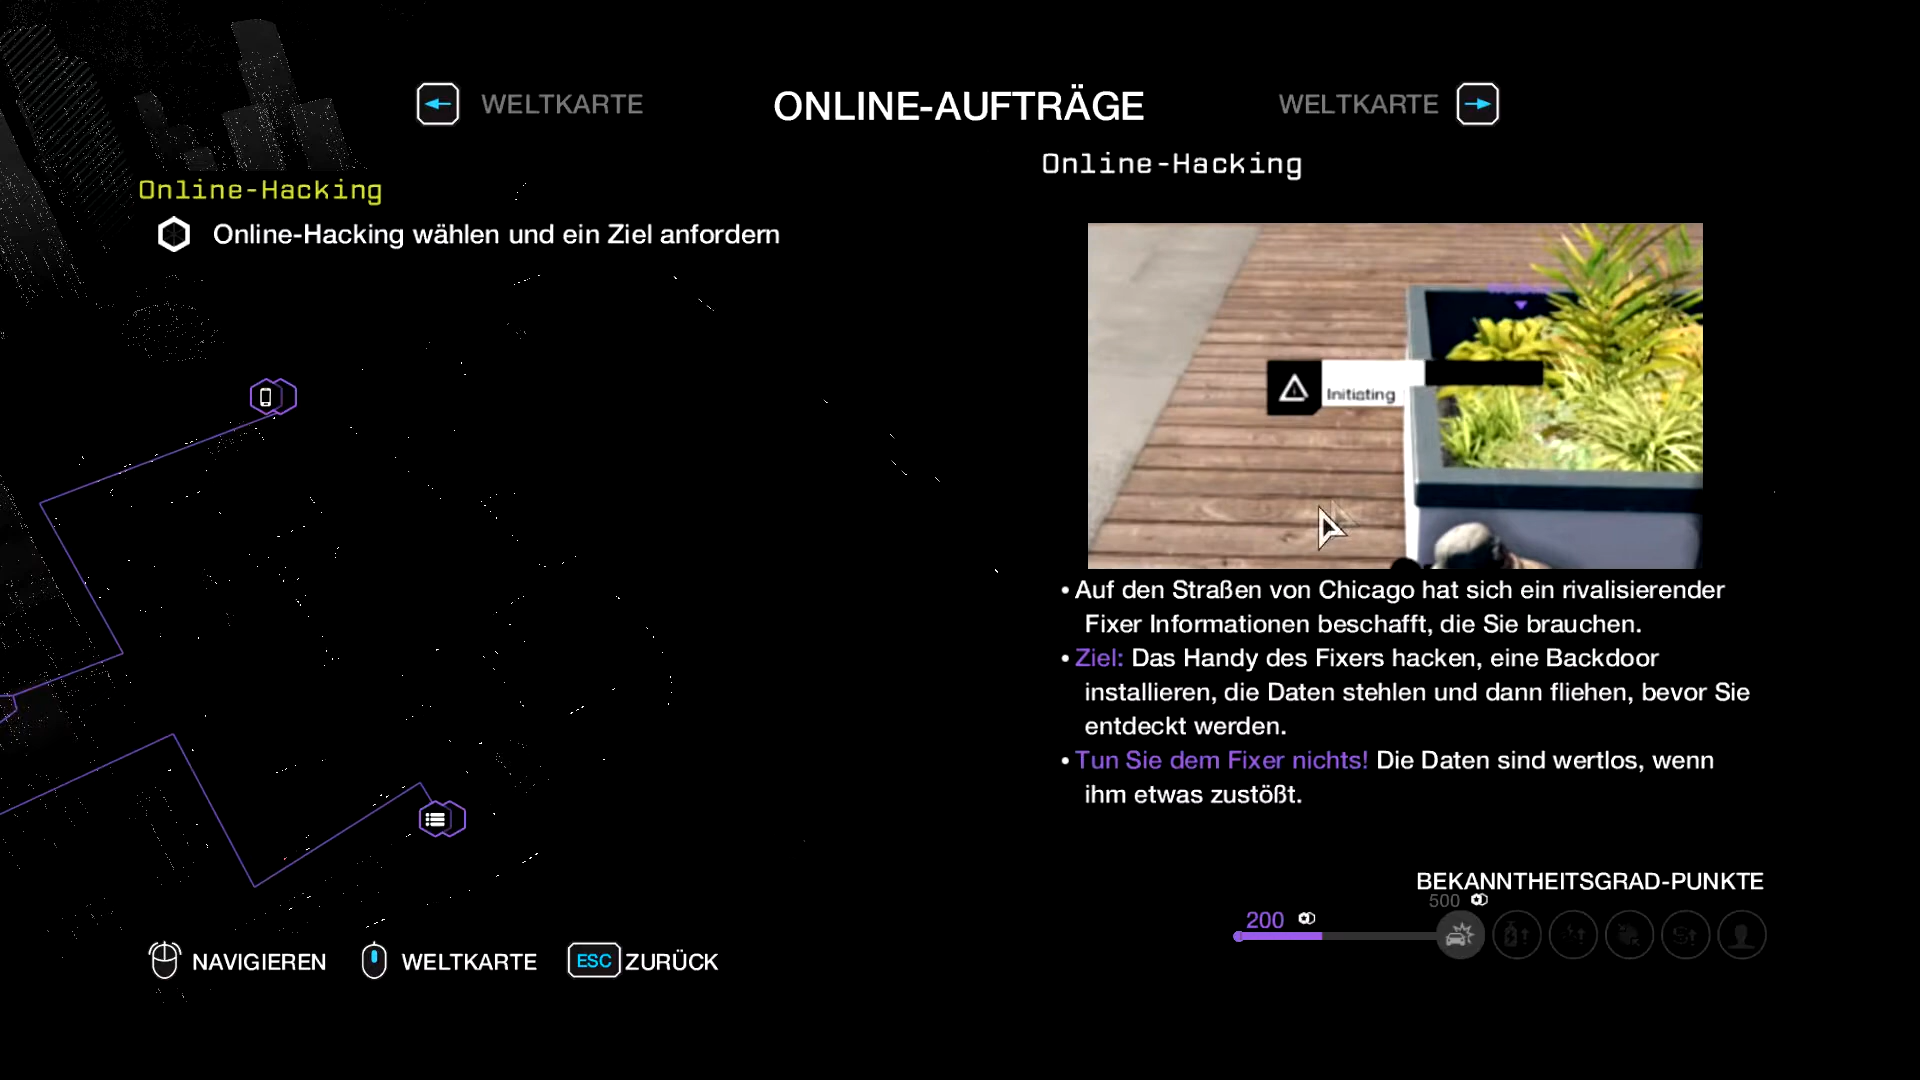 WELTKARTE
ONLINE-AUFTRÄGE
WELTKARTE
Online-Hacking
Online-Hacking
Online-Hacking wählen und ein Ziel anfordern
Initiating
• Auf den Straßen von Chicago hat sich ein rivalisierender
Fixer Informationen beschafft, die Sie brauchen.
• Ziel: Das Handy des Fixers hacken, eine Backdoor
installieren, die Daten stehlen und dann fliehen, bevor Sie
entdeckt werden.
• Tun Sie dem Fixer nichts! Die Daten sind wertlos, wenn
ihm etwas zustößt.
BEKANNTHEITSGRAD-PUNKTE
500
200
NAVIGIEREN
WELTKARTE
ESC ZURÜCK